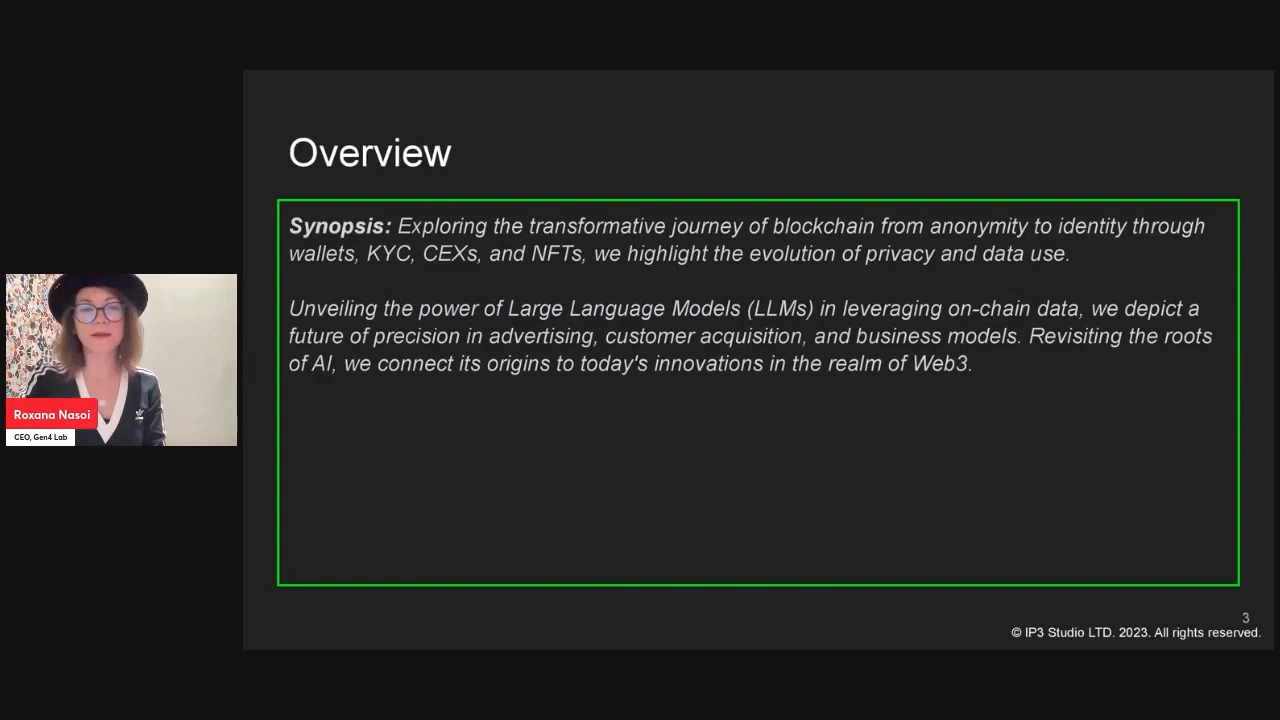 Overview
Synopsis: Exploring the transformative journey of blockchain from anonymity to identity through
wallets, KYC, CEXs, and NFTs, we highlight the evolution of privacy and data use.
Unveiling the power of Large Language Models (LLMs) in leveraging on-chain data, we depict a
future of precision in advertising, customer acquisition, and business models. Revisiting the roots
of AI, we connect its origins to today's innovations in the realm of Web3.
Roxana Nasoi
CEO, Gen4 Lab
3
© IP3 Studio LTD. 2023. All rights reserved.